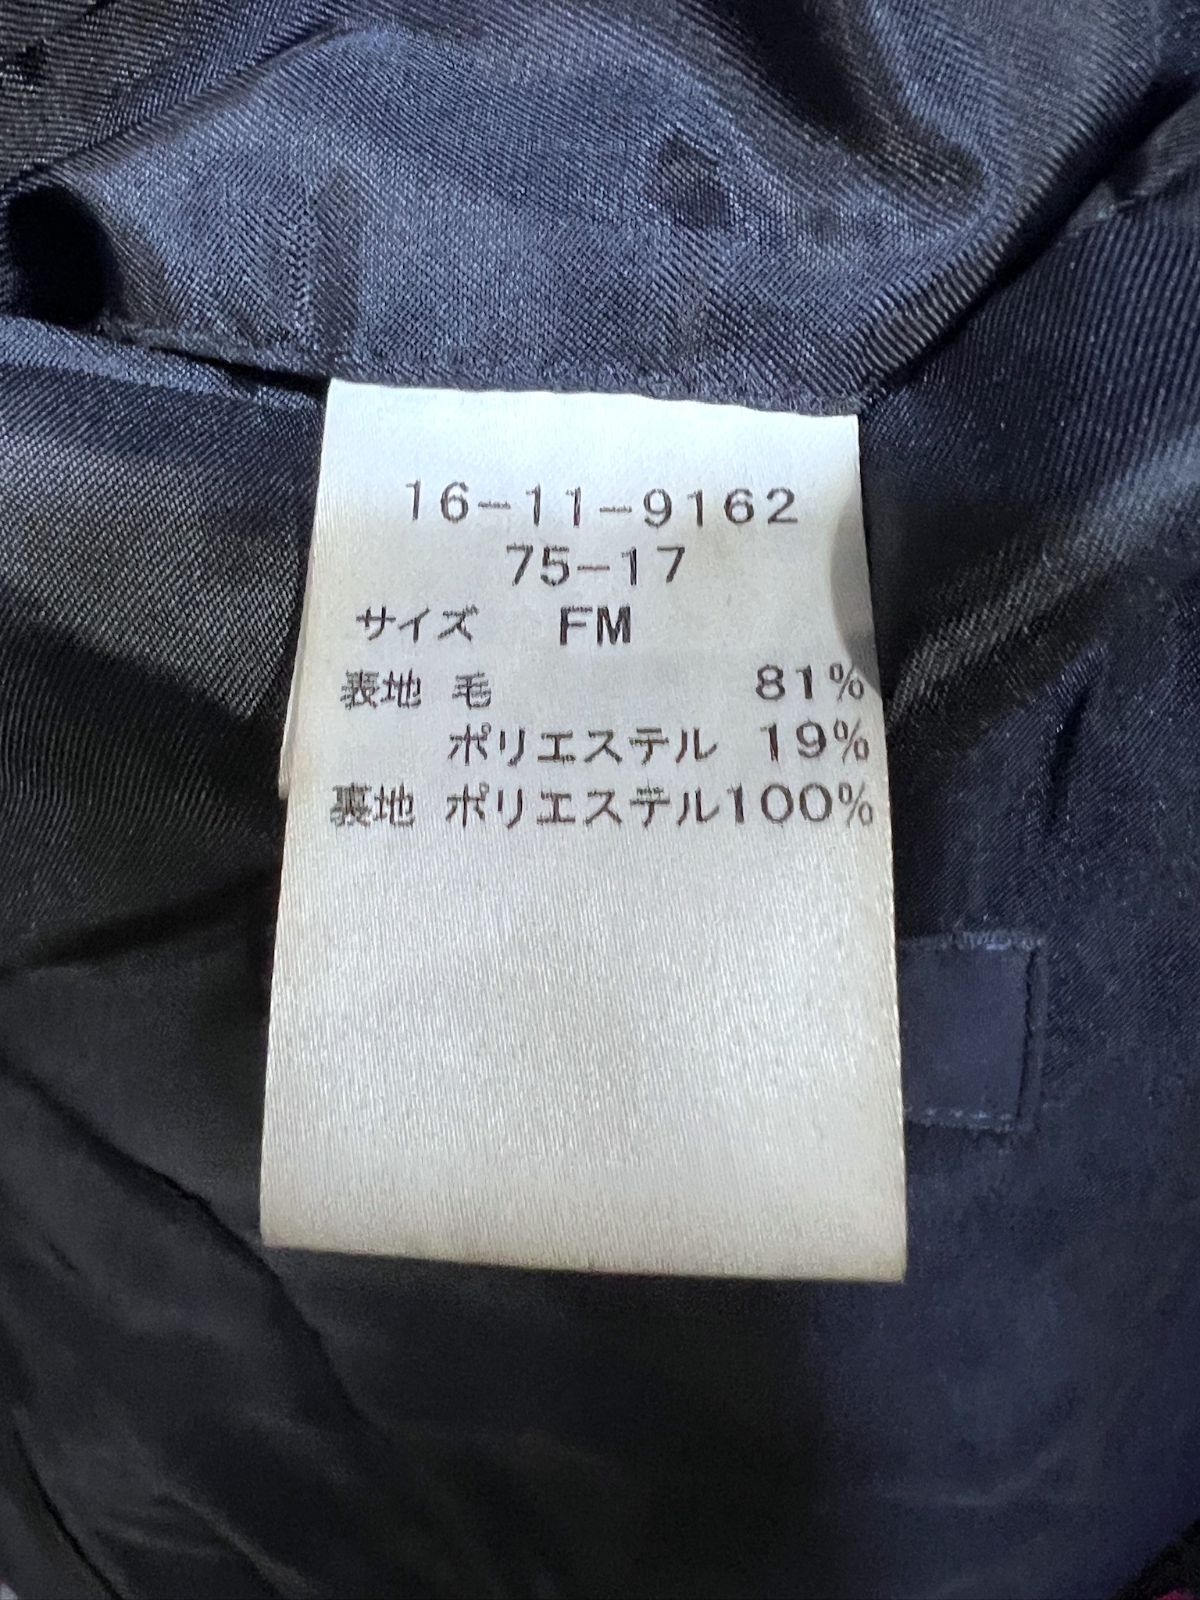 16-11-9162
75-17
サイズ FM
表地 毛 81%
ポリエステル 19%
裏地 ポリエステル100%